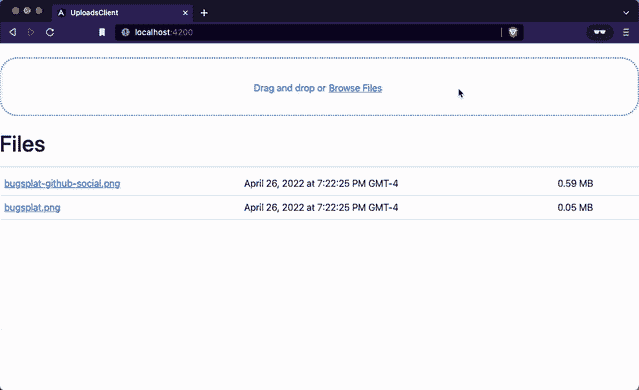 UploadsClient
localhost:4200
Drag and drop or Browse Files
Files
bugsplat-github-social.png April 26, 2022 at 7:22:25 PM GMT-4 0.59 MB
bugsplat.png April 26, 2022 at 7:22:25 PM GMT-4 0.05 MB